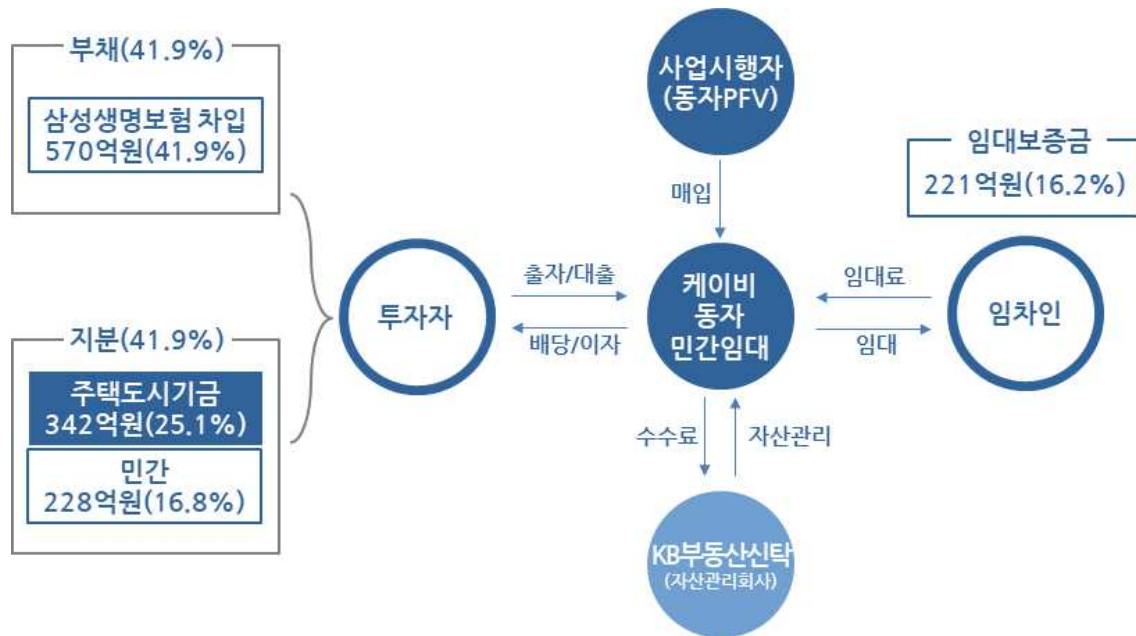 부채(41.9%)
삼성생명보험 차입
570억원(41.9%)
지분(41.9%)
주택도시기금
342억원(25.1%)
민간
228억원(16.8%)
투자자
출자/대출
배당/이자
사업시행자
(동자PFV)
매입
케이비
동자
민간임대
수수료
자산관리
KB부동산신탁
(자산관리회사)
임대보증금
221억원(16.2%)
임대료
임대
임차인